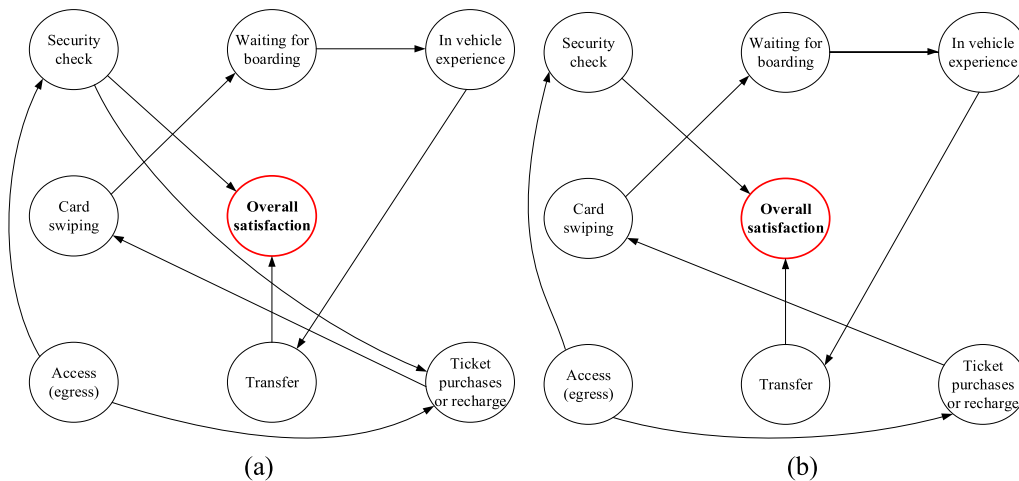 Security
check
Waiting for
boarding
In vehicle
experience
Card
swiping
Overall
satisfaction
Access
(egress)
Transfer
Ticket
purchases
or recharge
(a)
Security
check
Waiting for
boarding
In vehicle
experience
Card
swiping
Overall
satisfaction
Access
(egress)
Transfer
Ticket
purchases
or recharge
(b)